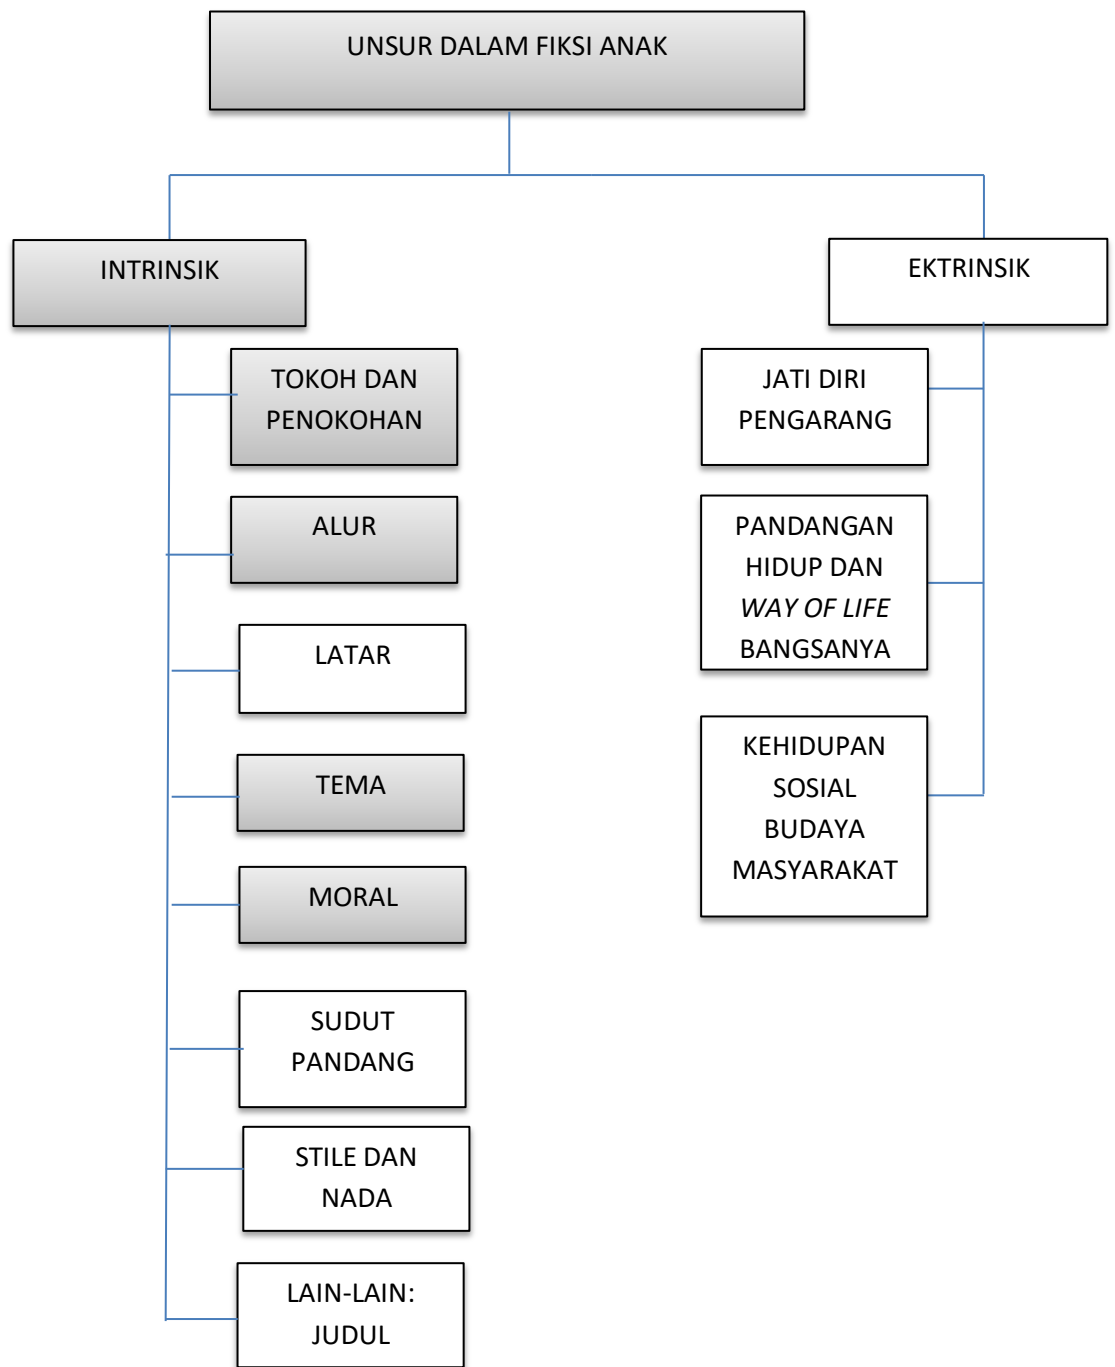 UNSUR DALAM FIKSI ANAK
INTRINSIK
EKTRINSIK
TOKOH DAN
PENOKOHAN
ALUR
LATAR
TEMA
MORAL
SUDUT
PANDANG
STILE DAN
NADA
LAIN-LAIN:
JUDUL
JATI DIRI
PENGARANG
PANDANGAN
HIDUP DAN
WAY OF LIFE
BANGSANYA
KEHIDUPAN
SOSIAL
BUDAYA
MASYARAKAT